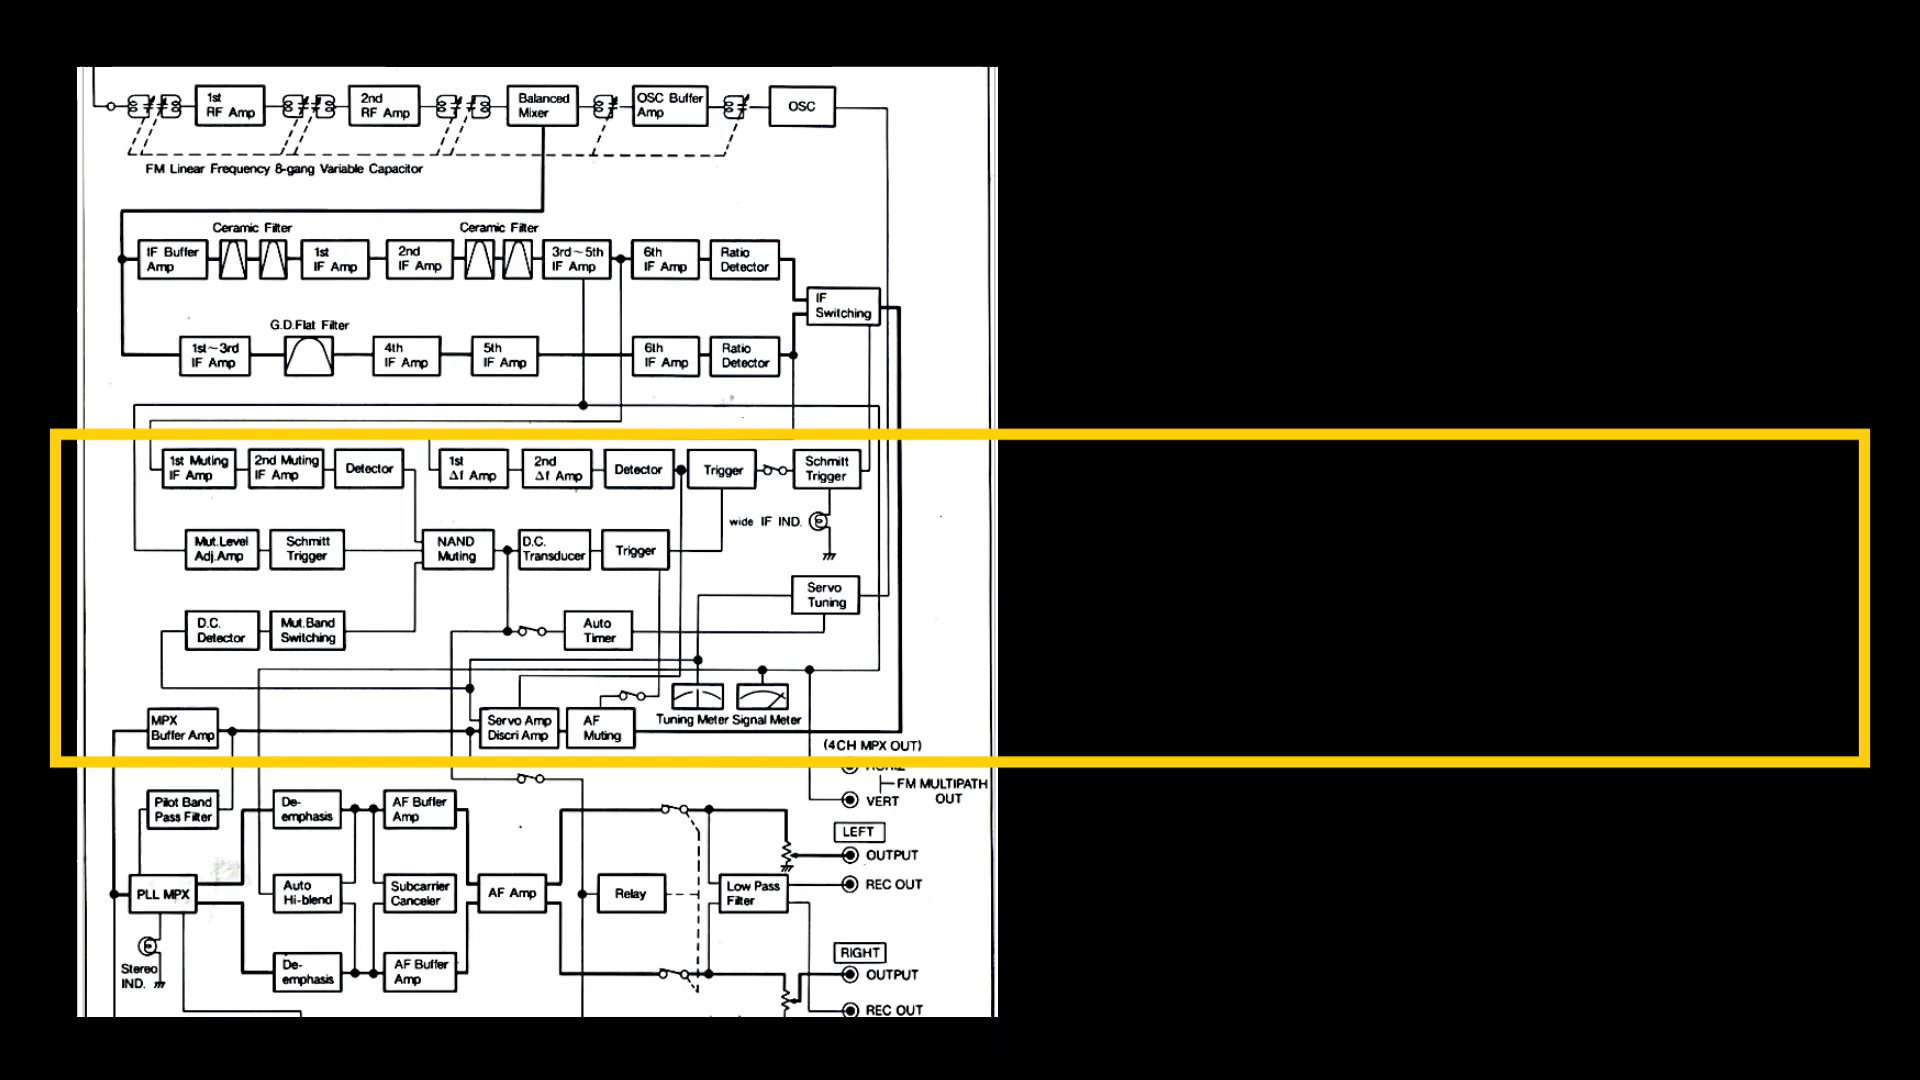 1st
RF Amp
2nd
RF Amp
Balanced
Mixer
OSC Buffer
Amp
OSC
FM Linear Frequency 8-gang Variable Capacitor
Ceramic Filter
Ceramic Filter
IF Buffer
Amp
1st
IF Amp
2nd
IF Amp
3rd~5th
IF Amp
6th
IF Amp
Ratio
Detector
IF
Switching
G.D.Flat Filter
1st~3rd
IF Amp
4th
IF Amp
5th
IF Amp
6th
IF Amp
Ratio
Detector
1st Muting
IF Amp
2nd Muting
IF Amp
Detector
1st
Δf Amp
2nd
Δf Amp
Detector
Trigger
Schmitt
Trigger
wide IF IND.
Mut.Level
Adj.Amp
Schmitt
Trigger
NAND
Muting
D.C.
Transducer
Trigger
Servo
Tuning
D.C.
Detector
Mut.Band
Switching
Auto
Timer
MPX
Buffer Amp
Servo Amp
Discri Amp
AF
Muting
Tuning Meter Signal Meter
(4CH MPX OUT)
FM MULTIPATH
OUT
VERT
Pilot Band
Pass Filter
De-
emphasis
AF Buffer
Amp
LEFT
OUTPUT
REC OUT
PLL MPX
Auto
Hi-blend
Subcarrier
Canceler
AF Amp
Relay
Low Pass
Filter
Stereo
IND.
De-
emphasis
AF Buffer
Amp
RIGHT
OUTPUT
REC OUT